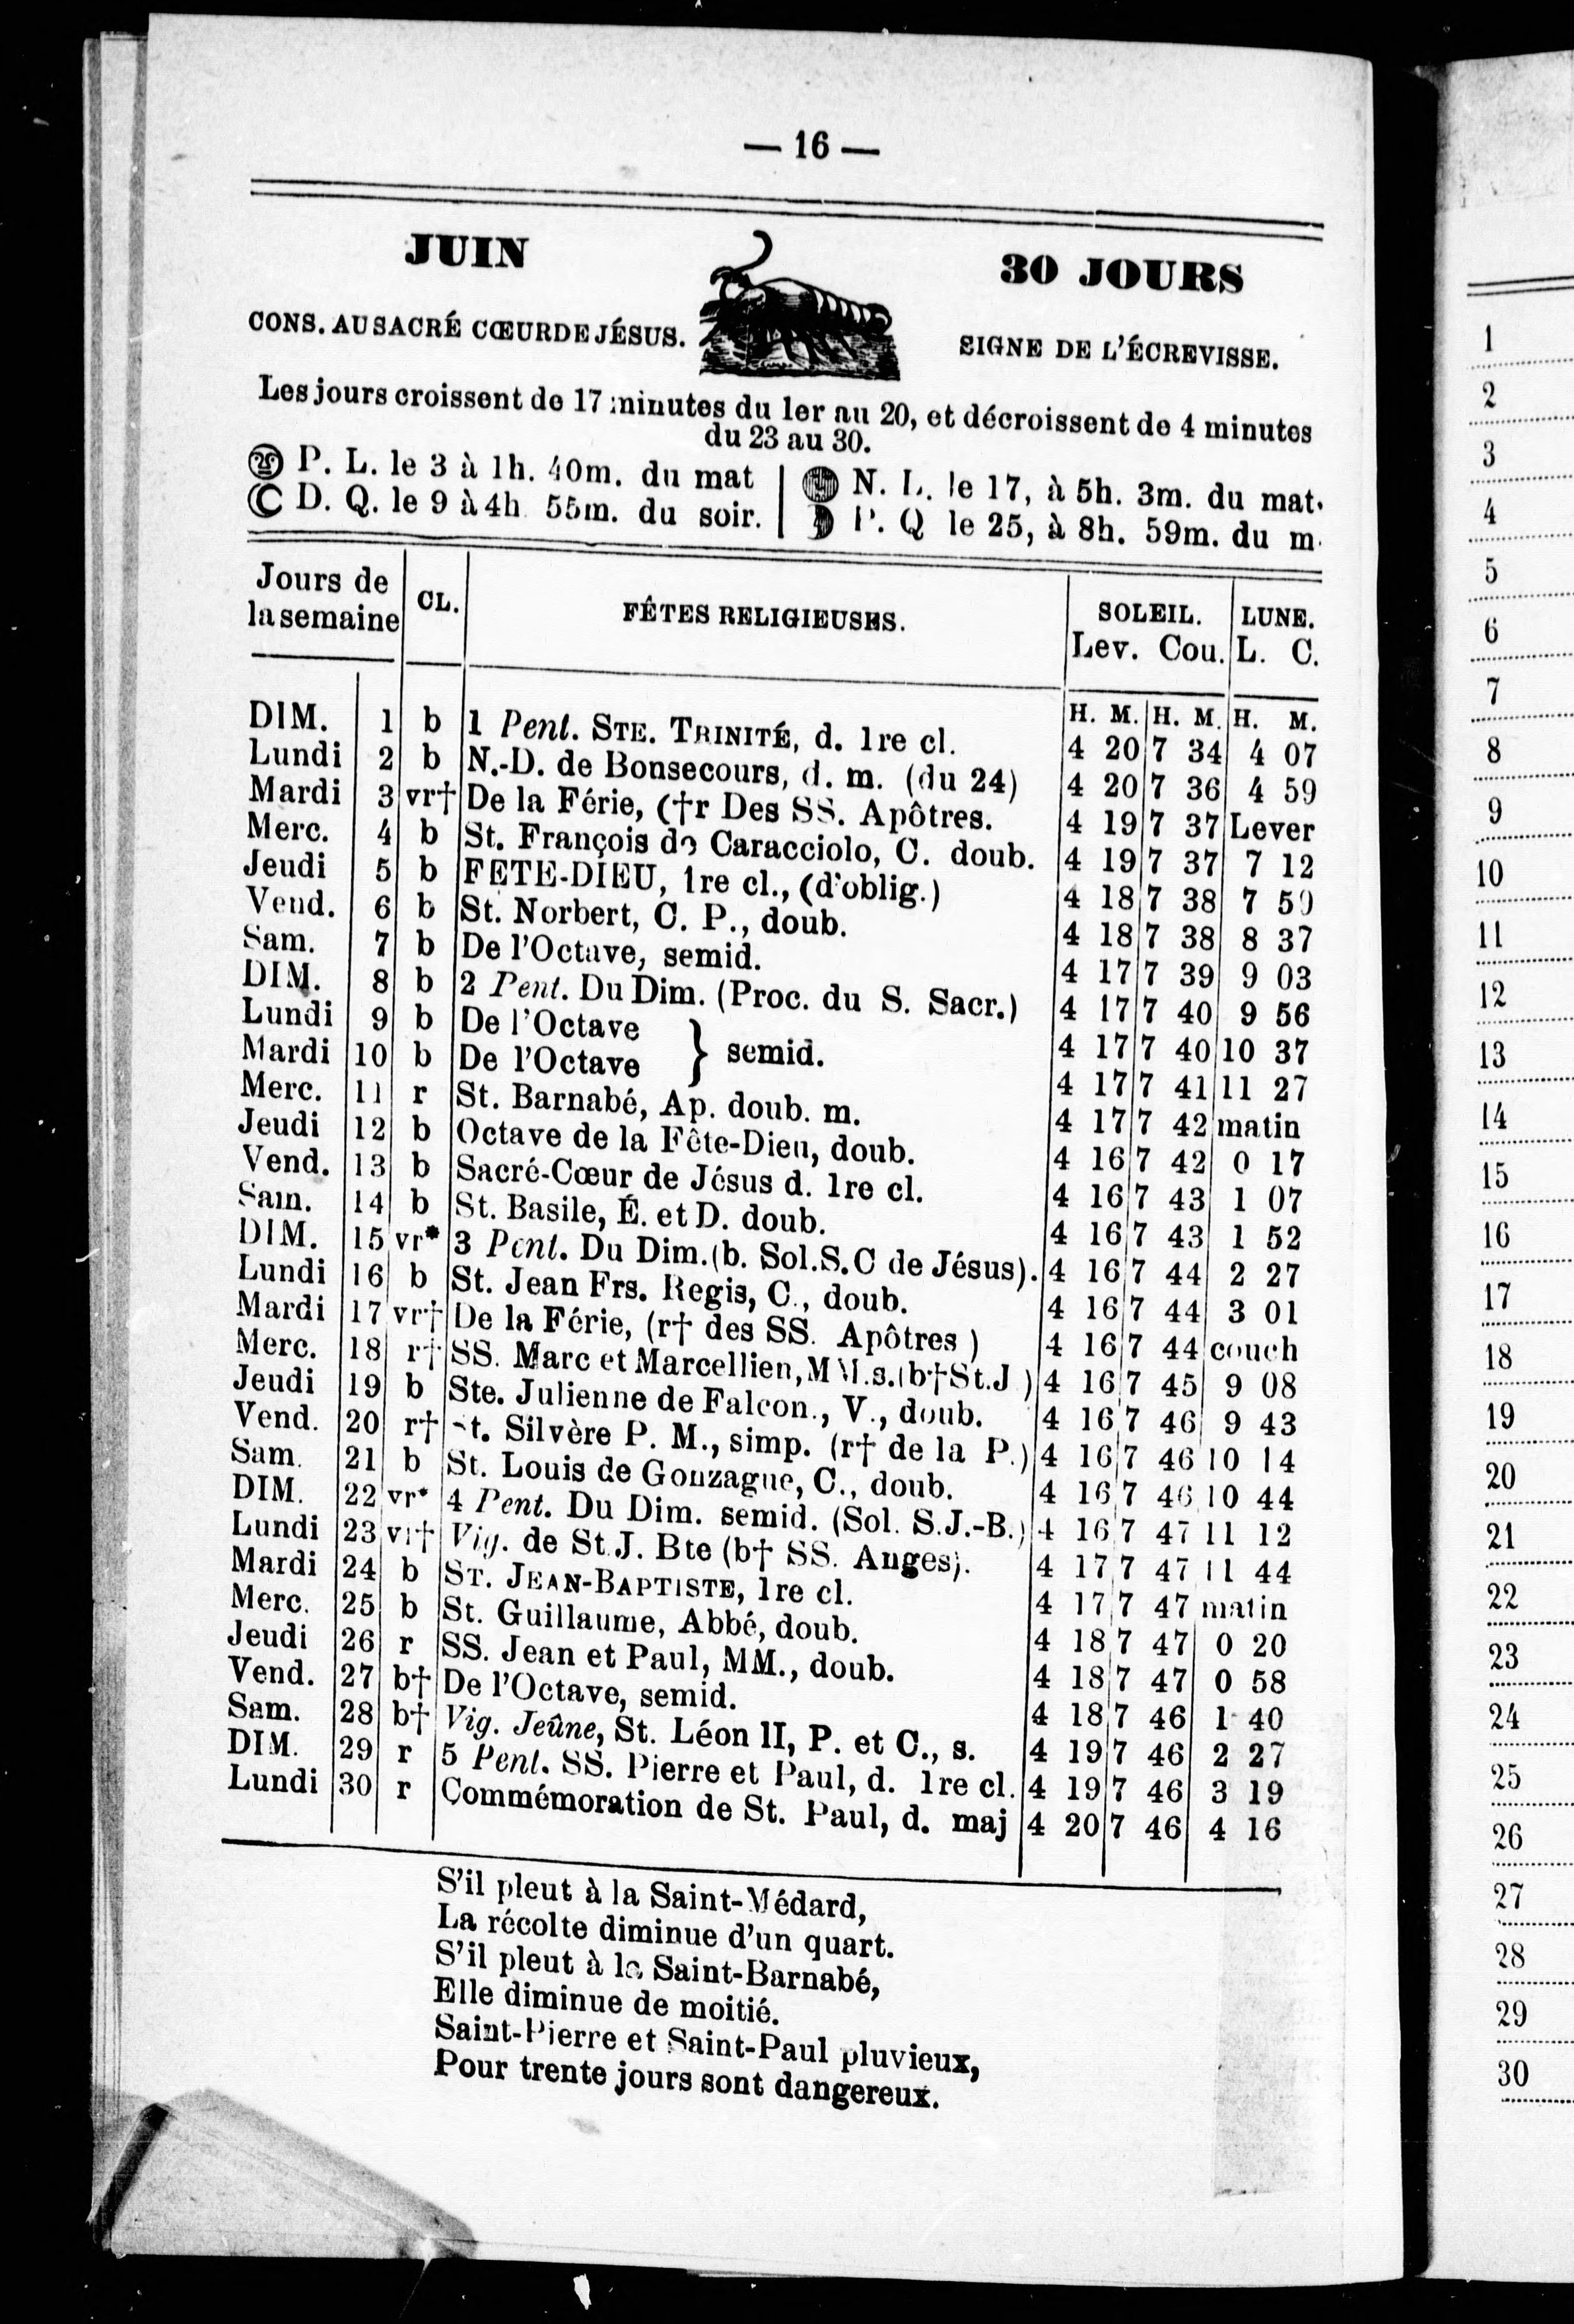 — 16 —
JUIN
30 JOURS
CONS. AU SACRÉ CŒUR DE JÉSUS.
SIGNE DE L'ÉCREVISSE.
Les jours croissent de 17 minutes du 1er au 20, et décroissent de 4 minutes
du 23 au 30.
P. L. le 3 à 1h. 40m. du mat
D. Q. le 9 à 4h 55m. du soir.
N. L. le 17, à 5h. 3m. du mat.
P. Q le 25, à 8h. 59m. du m.
Jours de la semaine | CL. | FÊTES RELIGIEUSES. | SOLEIL. Lev. Cou. | LUNE. L. C.
H. M. H. M. H. M.
DIM. 1 b 1 Pent. STE. TRINITÉ, d. 1re cl. 4 20 7 34 4 07
Lundi 2 b N.-D. de Bonsecours, d. m. (du 24) 4 20 7 36 4 59
Mardi 3 vr† De la Férie, (†r Des SS. Apôtres. 4 19 7 37 Lever
Merc. 4 b St. François de Caracciolo, C. doub. 4 19 7 37 7 12
Jeudi 5 b FETE-DIEU, 1re cl., (d'oblig.) 4 18 7 38 7 59
Vend. 6 b St. Norbert, C. P., doub. 4 18 7 38 8 37
Sam. 7 b De l'Octave, semid. 4 17 7 39 9 03
DIM. 8 b 2 Pent. Du Dim. (Proc. du S. Sacr.) 4 17 7 40 9 56
Lundi 9 b De l'Octave } semid. 4 17 7 40 10 37
Mardi 10 b De l'Octave 4 17 7 41 11 27
Merc. 11 r St. Barnabé, Ap. doub. m. 4 17 7 42 matin
Jeudi 12 b Octave de la Fête-Dieu, doub. 4 16 7 42 0 17
Vend. 13 b Sacré-Cœur de Jésus d. 1re cl. 4 16 7 43 1 07
Sam. 14 b St. Basile, É. et D. doub. 4 16 7 43 1 52
DIM. 15 vr* 3 Pent. Du Dim. (b. Sol. S. C de Jésus). 4 16 7 44 2 27
Lundi 16 b St. Jean Frs. Regis, C., doub. 4 16 7 44 3 01
Mardi 17 vr† De la Férie, (r† des SS. Apôtres ) 4 16 7 44 couch
Merc. 18 r† SS. Marc et Marcellien, MM.s. (b†St.J ) 4 16 7 45 9 08
Jeudi 19 b Ste. Julienne de Falcon., V., doub. 4 16 7 46 9 43
Vend. 20 r† St. Silvère P. M., simp. (r† de la P.) 4 16 7 46 10 14
Sam. 21 b St. Louis de Gonzague, C., doub. 4 16 7 46 10 44
DIM. 22 vr* 4 Pent. Du Dim. semid. (Sol. S.J.-B.) 4 16 7 47 11 12
Lundi 23 vi† Vig. de St. J. Bte (b† SS. Anges). 4 17 7 47 11 44
Mardi 24 b ST. JEAN-BAPTISTE, 1re cl. 4 17 7 47 matin
Merc. 25 b St. Guillaume, Abbé, doub. 4 18 7 47 0 20
Jeudi 26 r SS. Jean et Paul, MM., doub. 4 18 7 47 0 58
Vend. 27 b† De l'Octave, semid. 4 18 7 46 1 40
Sam. 28 b† Vig. Jeûne, St. Léon II, P. et C., s. 4 19 7 46 2 27
DIM. 29 r 5 Pent. SS. Pierre et Paul, d. 1re cl. 4 19 7 46 3 19
Lundi 30 r Commémoration de St. Paul, d. maj 4 20 7 46 4 16
S'il pleut à la Saint-Médard,
La récolte diminue d'un quart.
S'il pleut à la Saint-Barnabé,
Elle diminue de moitié.
Saint-Pierre et Saint-Paul pluvieux,
Pour trente jours sont dangereux.
1
2
3
4
5
6
7
8
9
10
11
12
13
14
15
16
17
18
19
20
21
22
23
24
25
26
27
28
29
30